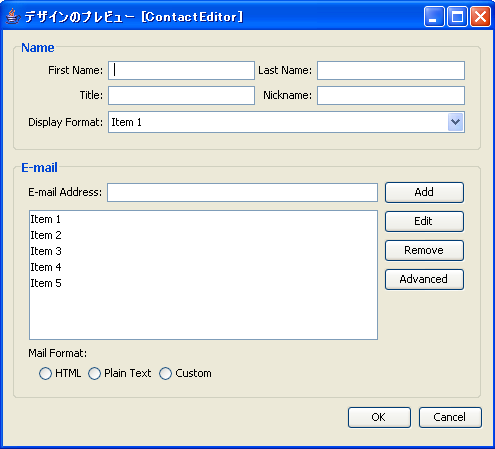 デザインのプレビュー [ContactEditor]
Name
First Name: Last Name:
Title: Nickname:
Display Format: Item 1
E-mail
E-mail Address: Add
Item 1 Edit
Item 2
Item 3 Remove
Item 4
Item 5 Advanced
Mail Format:
HTML Plain Text Custom
OK Cancel